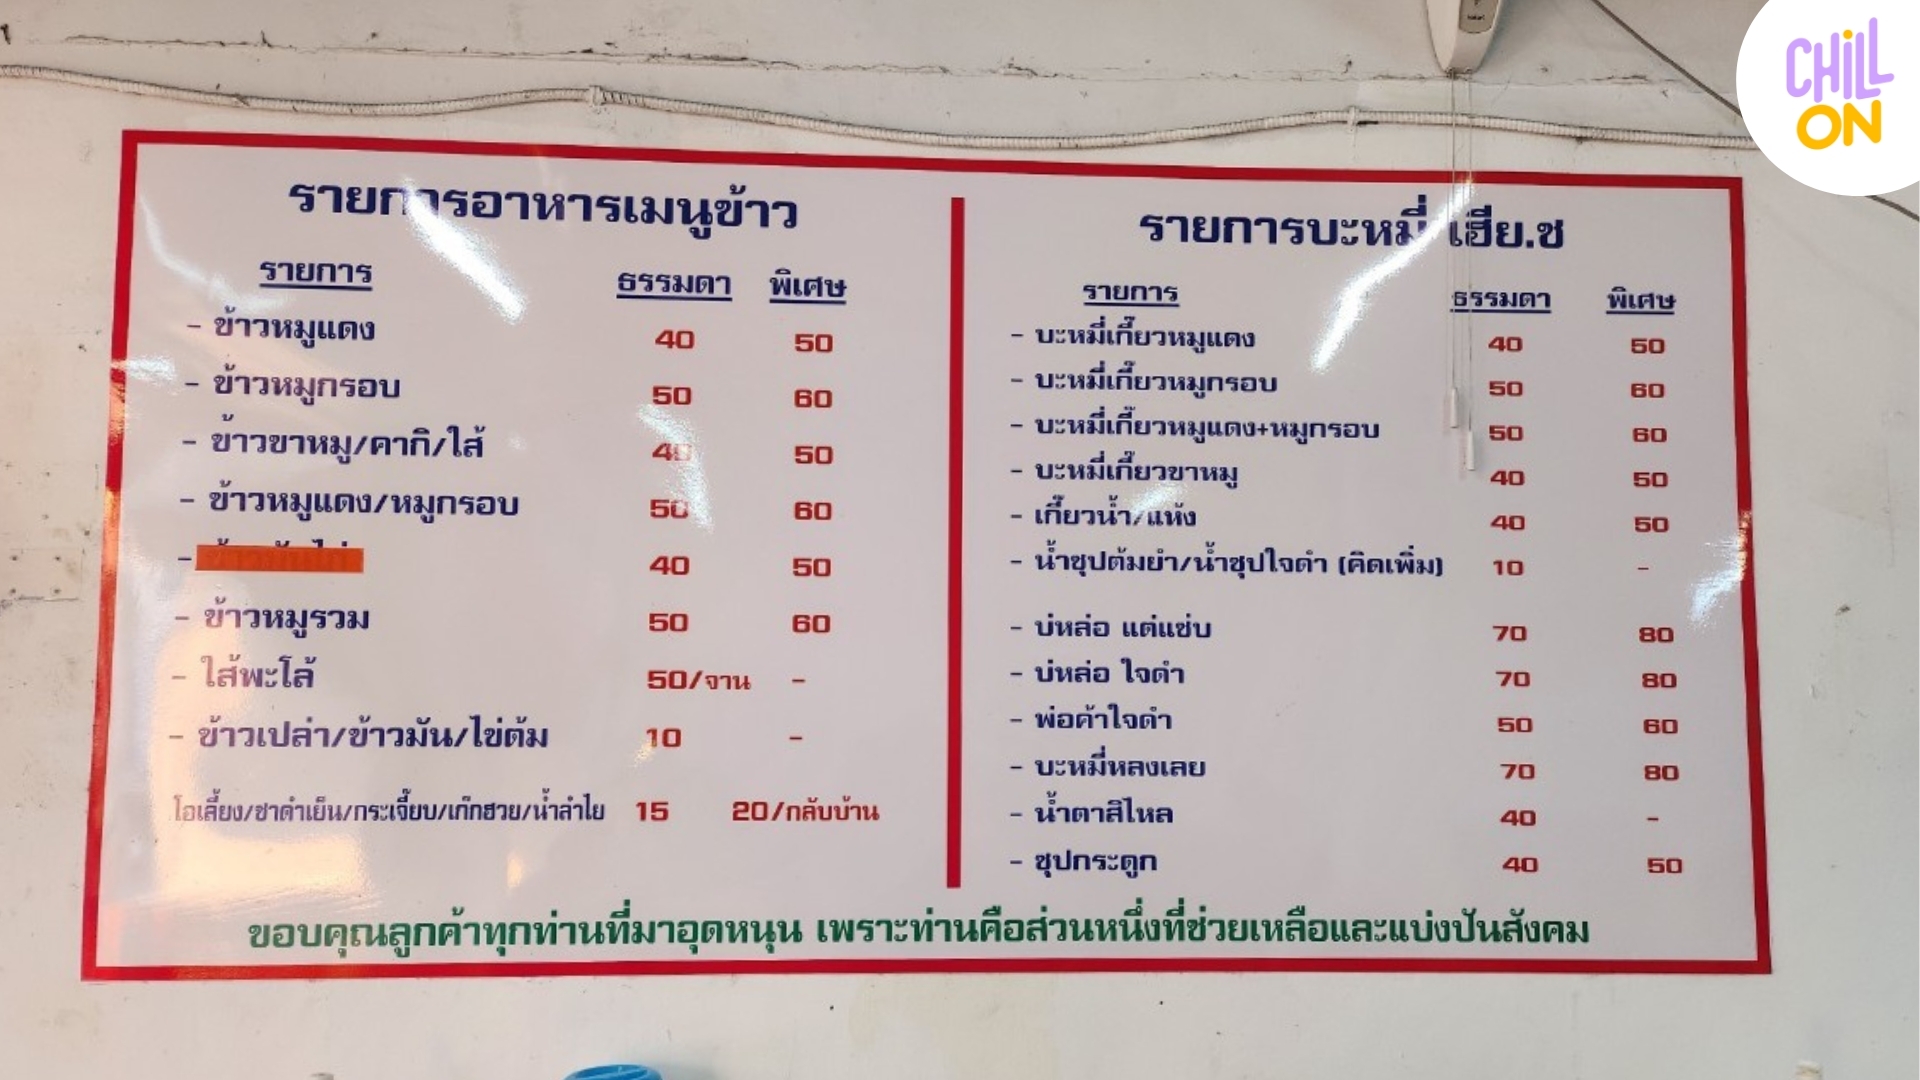 CHILL
ON
รายการอาหารเมนูข้าว
รายการ ธรรมดา พิเศษ
- ข้าวหมูแดง 40 50
- ข้าวหมูกรอบ 50 60
- ข้าวขาหมู/คากิ/ไส้ 40 50
- ข้าวหมูแดง/หมูกรอบ 50 60
- 40 50
- ข้าวหมูรวม 50 60
- ไส้พะโล้ 50/จาน -
- ข้าวเปล่า/ข้าวมัน/ไข่ต้ม 10 -
โอเลี้ยง/ชาดำเย็น/กระเจี๊ยบ/เก๊กฮวย/น้ำลำไย 15 20/กลับบ้าน
รายการบะหมี่ เฮีย.ช
รายการ ธรรมดา พิเศษ
- บะหมี่เกี๊ยวหมูแดง 40 50
- บะหมี่เกี๊ยวหมูกรอบ 50 60
- บะหมี่เกี๊ยวหมูแดง+หมูกรอบ 50 60
- บะหมี่เกี๊ยวขาหมู 40 50
- เกี๊ยวน้ำ/แห้ง 40 50
- น้ำซุปต้มยำ/น้ำซุปใจดำ (คิดเพิ่ม) 10 -
- บ่หล่อ แต่แซ่บ 70 80
- บ่หล่อ ใจดำ 70 80
- พ่อค้าใจดำ 50 60
- บะหมี่หลงเลย 70 80
- น้ำตาสิไหล 40 -
- ซุปกระดูก 40 50
ขอบคุณลูกค้าทุกท่านที่มาอุดหนุน เพราะท่านคือส่วนหนึ่งที่ช่วยเหลือและแบ่งปันสังคม